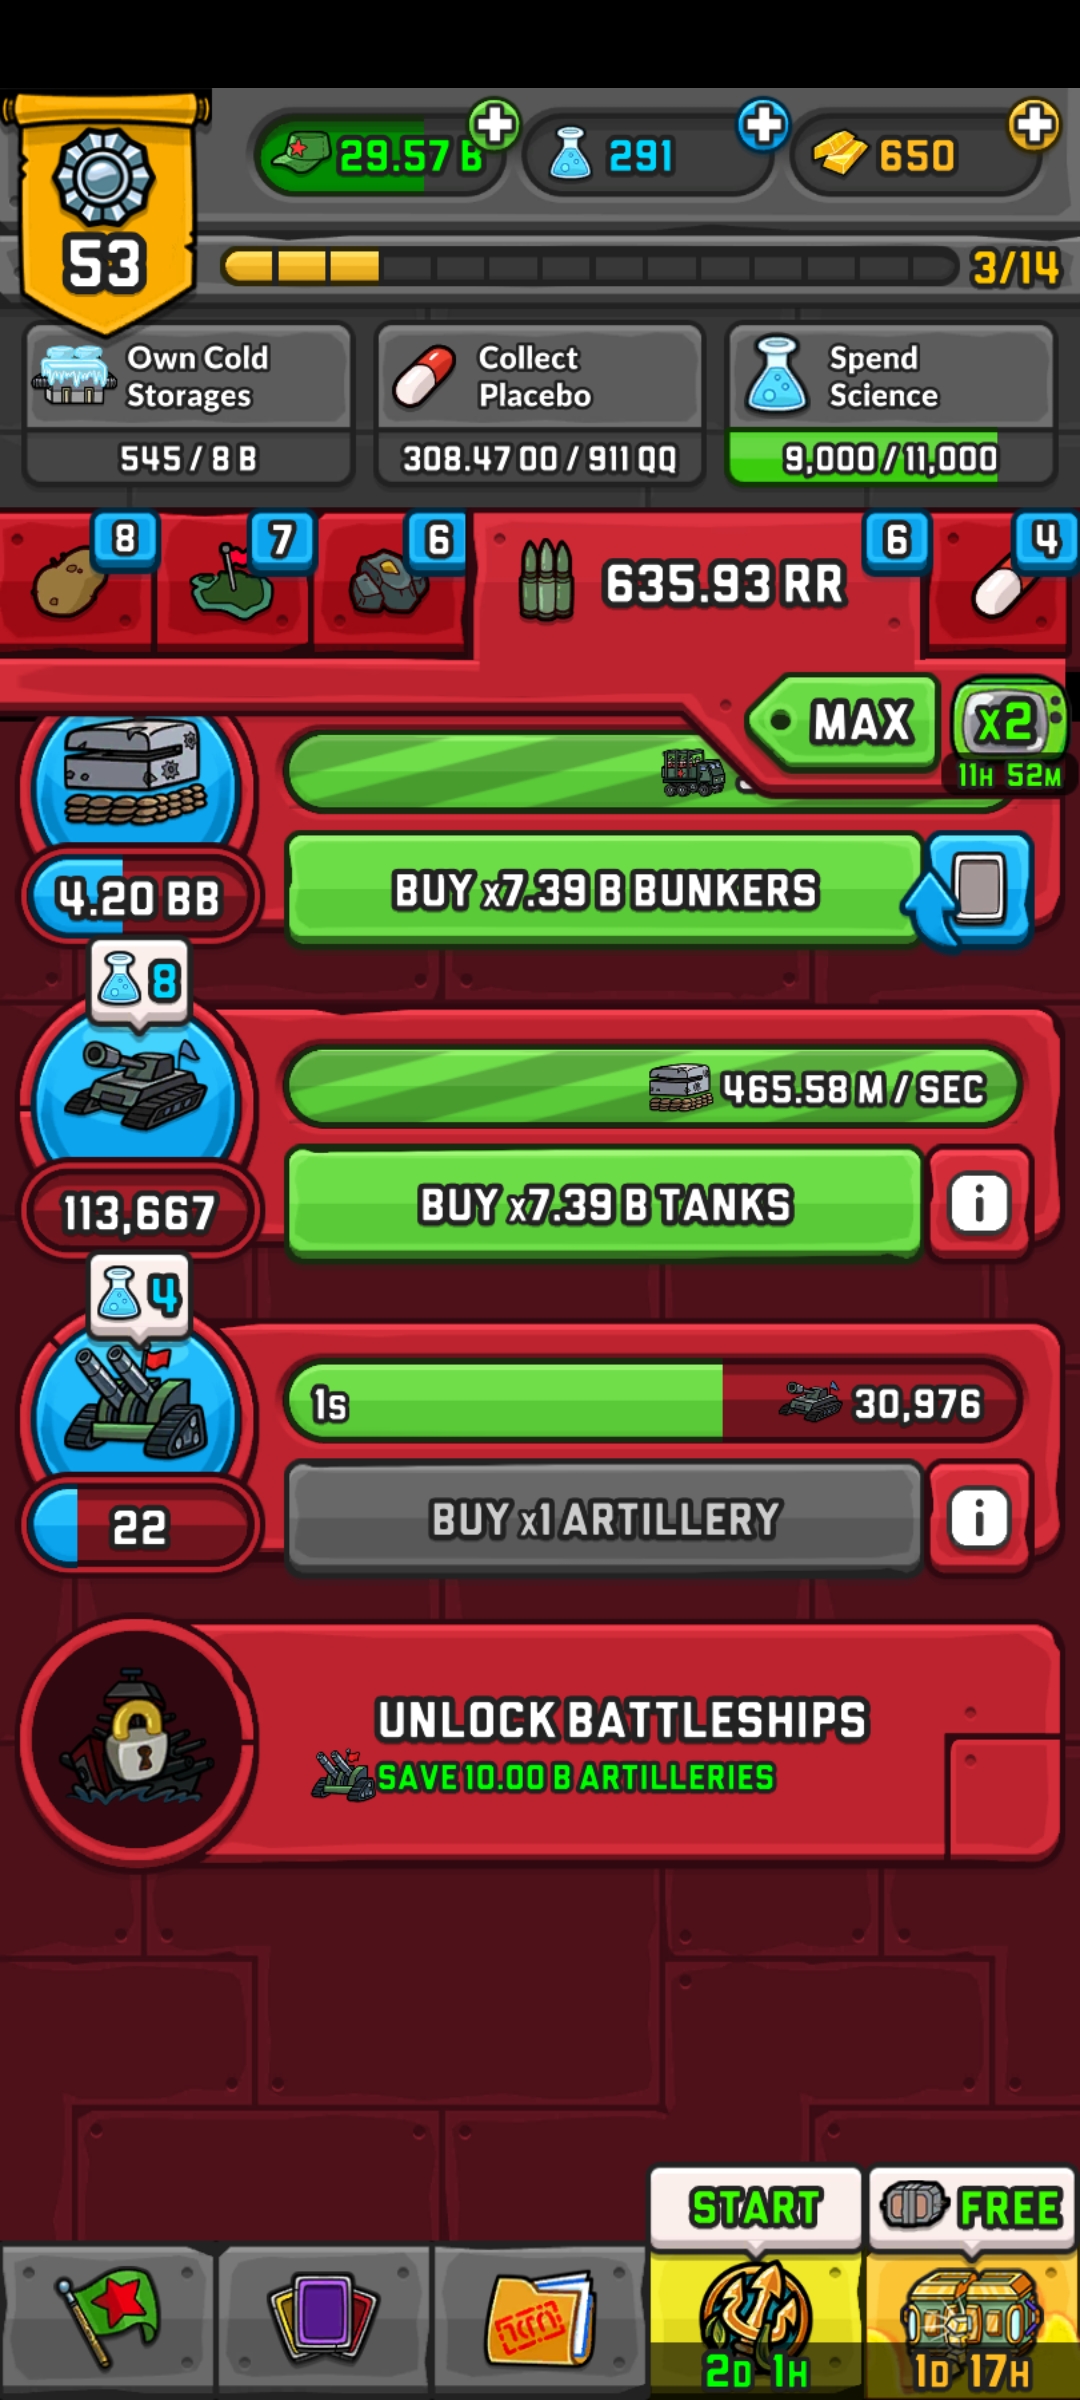 29.57 B
291
650
53
3/14
Own Cold
Storages
545 / 8 B
Collect
Placebo
308.47 OO / 911 QQ
Spend
Science
9,000 / 11,000
8
7
6
635.93 RR
6
4
MAX
x2
11H 52M
4.20 BB
BUY x7.39 B BUNKERS
8
465.58 M / SEC
113,667
BUY x7.39 B TANKS
i
4
1s
30,976
22
BUY x1 ARTILLERY
i
UNLOCK BATTLESHIPS
SAVE 10.00 B ARTILLERIES
START
FREE
2D 1H
1D 17H